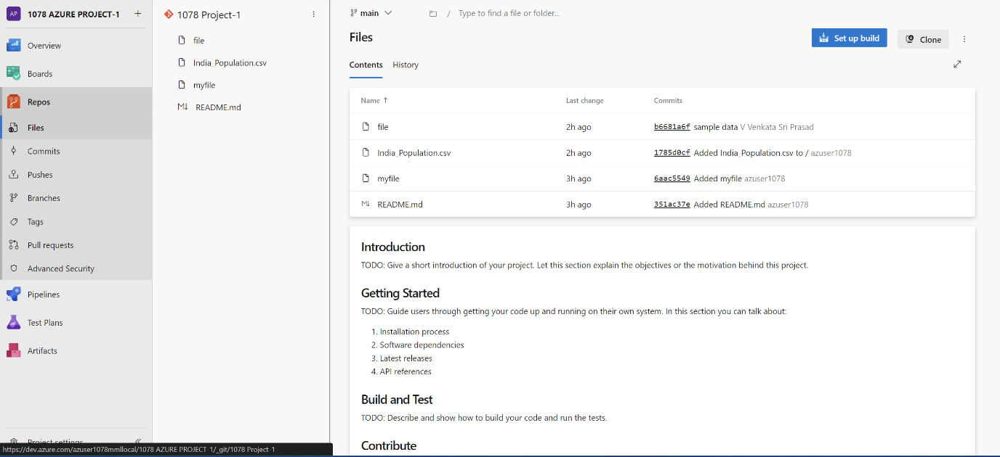 AP 1078 AZURE PROJECT-1 +
Overview
Boards
Repos
Files
Commits
Pushes
Branches
Tags
Pull requests
Advanced Security
Pipelines
Test Plans
Artifacts
Project settings
https://dev.azure.com/azuser1078mmllocal/1078 AZURE PROJECT-1/_git/1078 Project-1
1078 Project-1
file
India_Population.csv
myfile
README.md
main / Type to find a file or folder...
Files
Set up build Clone
Contents History
Name ↑ Last change Commits
file 2h ago b6681a6f sample data V Venkata Sri Prasad
India_Population.csv 2h ago 1785d0cf Added India_Population.csv to / azuser1078
myfile 3h ago 6aac5549 Added myfile azuser1078
README.md 3h ago 351ac37e Added README.md azuser1078
Introduction
TODO: Give a short introduction of your project. Let this section explain the objectives or the motivation behind this project.
Getting Started
TODO: Guide users through getting your code up and running on their own system. In this section you can talk about:
1. Installation process
2. Software dependencies
3. Latest releases
4. API references
Build and Test
TODO: Describe and show how to build your code and run the tests.
Contribute